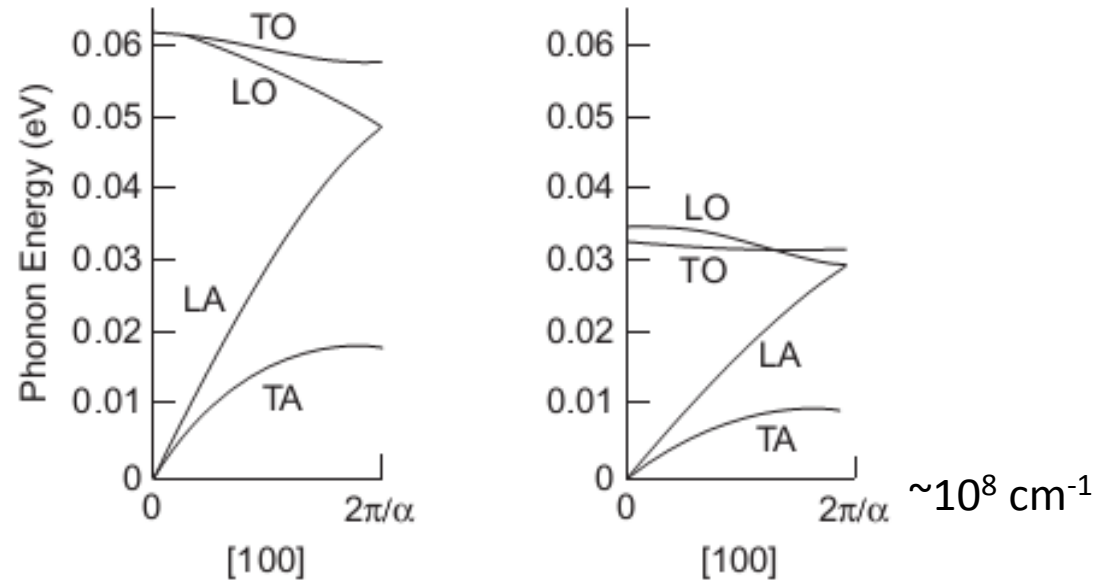 Phonon Energy (eV)
0.06
0.05
0.04
0.03
0.02
0.01
0
TO
LO
LA
TA
0
2π/α
[100]
0.06
0.05
0.04
0.03
0.02
0.01
0
LO
TO
LA
TA
0
2π/α
~10⁸ cm⁻¹
[100]